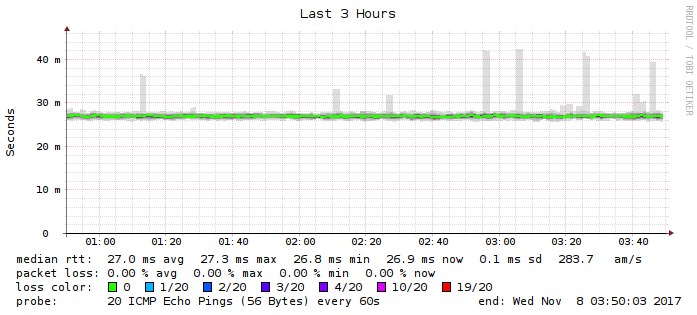 Last 3 Hours
RRDTOOL / TOBI OETIKER
Seconds
40 m
30 m
20 m
10 m
0
01:00 01:20 01:40 02:00 02:20 02:40 03:00 03:20 03:40
median rtt: 27.0 ms avg 27.3 ms max 26.8 ms min 26.9 ms now 0.1 ms sd 283.7 am/s
packet loss: 0.00 % avg 0.00 % max 0.00 % min 0.00 % now
loss color: 0 1/20 2/20 3/20 4/20 10/20 19/20
probe: 20 ICMP Echo Pings (56 Bytes) every 60s end: Wed Nov 8 03:50:03 2017